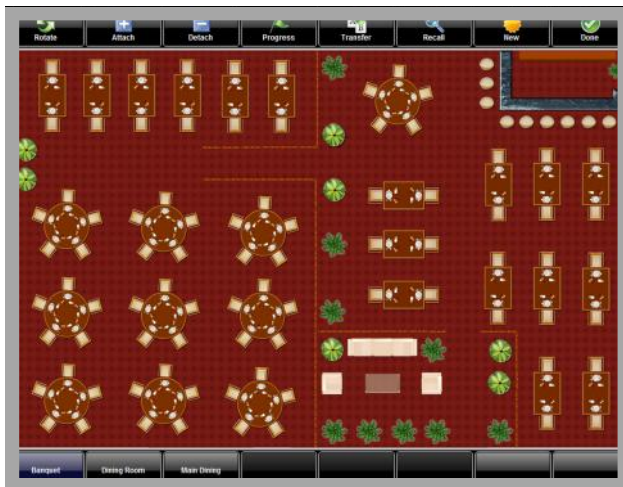 Rotate Attach Detach Progress Transfer Recall New Done
Banquet Dining Room Main Dining